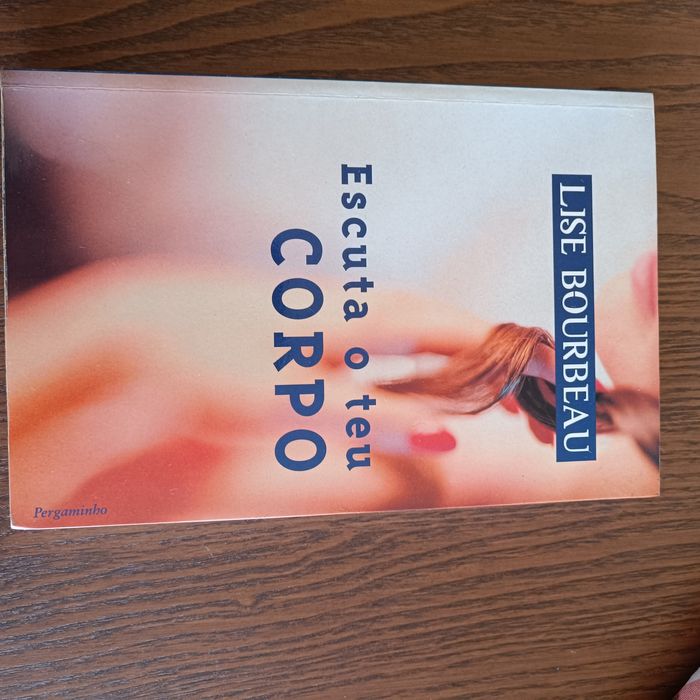 LISE BOURBEAU
Escuta o teu
CORPO
Pergaminho